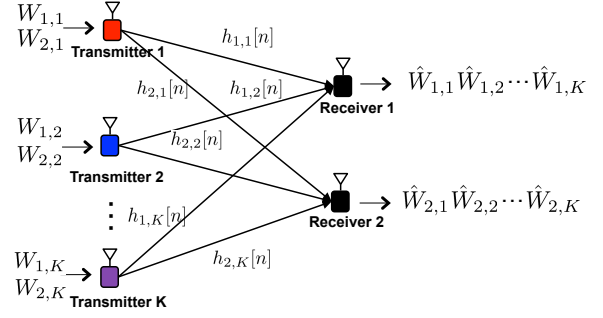 W_{1,1}
W_{2,1}
Transmitter 1
h_{1,1}[n]
h_{2,1}[n]
h_{1,2}[n]
Receiver 1
Ŵ_{1,1}Ŵ_{1,2}⋯Ŵ_{1,K}
W_{1,2}
W_{2,2}
Transmitter 2
h_{2,2}[n]
Receiver 2
Ŵ_{2,1}Ŵ_{2,2}⋯Ŵ_{2,K}
⋮
h_{1,K}[n]
h_{2,K}[n]
W_{1,K}
W_{2,K}
Transmitter K